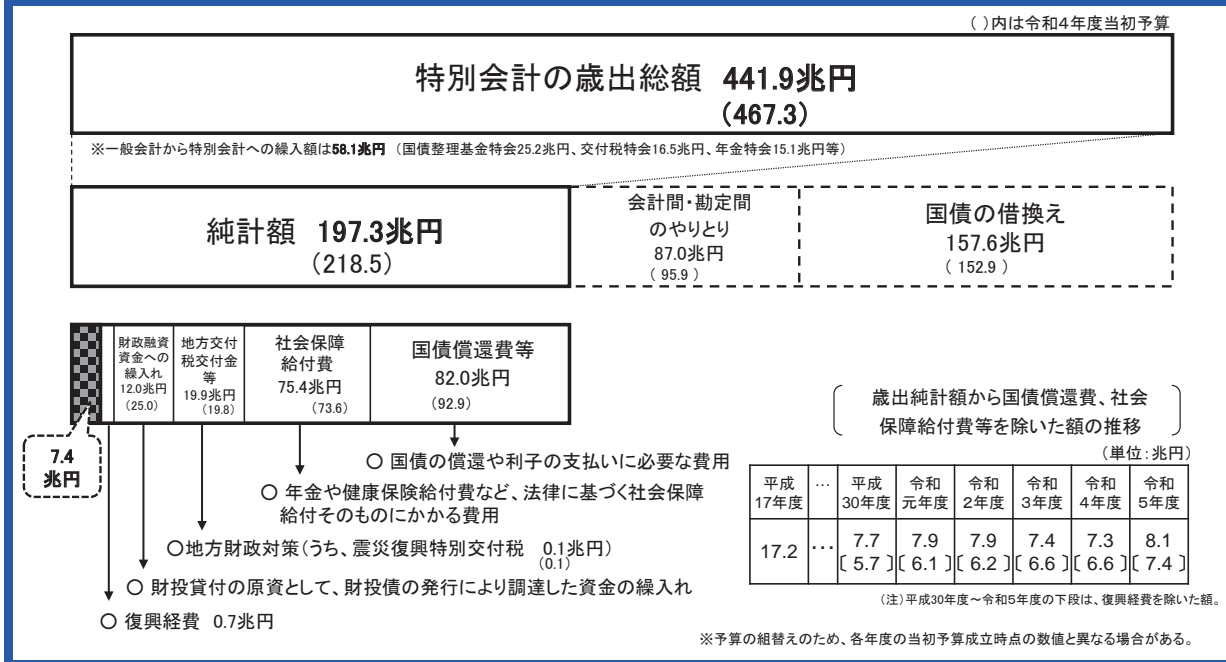 ( )内は令和4年度当初予算
特別会計の歳出総額 441.9兆円
(467.3)
※一般会計から特別会計への繰入額は58.1兆円 (国債整理基金特会25.2兆円、交付税特会16.5兆円、年金特会15.1兆円等)
純計額 197.3兆円
(218.5)
会計間・勘定間
のやりとり
87.0兆円
( 95.9 )
国債の借換え
157.6兆円
( 152.9 )
財政融資
資金への
繰入れ
12.0兆円
(25.0)
地方交付
税交付金
等
19.9兆円
(19.8)
社会保障
給付費
75.4兆円
(73.6)
国債償還費等
82.0兆円
(92.9)
7.4
兆円
○ 国債の償還や利子の支払いに必要な費用
○ 年金や健康保険給付費など、法律に基づく社会保障
給付そのものにかかる費用
○地方財政対策(うち、震災復興特別交付税 0.1兆円)
(0.1)
○ 財投貸付の原資として、財投債の発行により調達した資金の繰入れ
○ 復興経費 0.7兆円
歳出純計額から国債償還費、社会
保障給付費等を除いた額の推移
(単位:兆円)
平成17年度 … 平成30年度 令和元年度 令和2年度 令和3年度 令和4年度 令和5年度
17.2 … 7.7 7.9 7.9 7.4 7.3 8.1
[ 5.7 ] [ 6.1 ] [ 6.2 ] [ 6.6 ] [ 6.6 ] [ 7.4 ]
(注)平成30年度~令和5年度の下段は、復興経費を除いた額。
※予算の組替えのため、各年度の当初予算成立時点の数値と異なる場合がある。